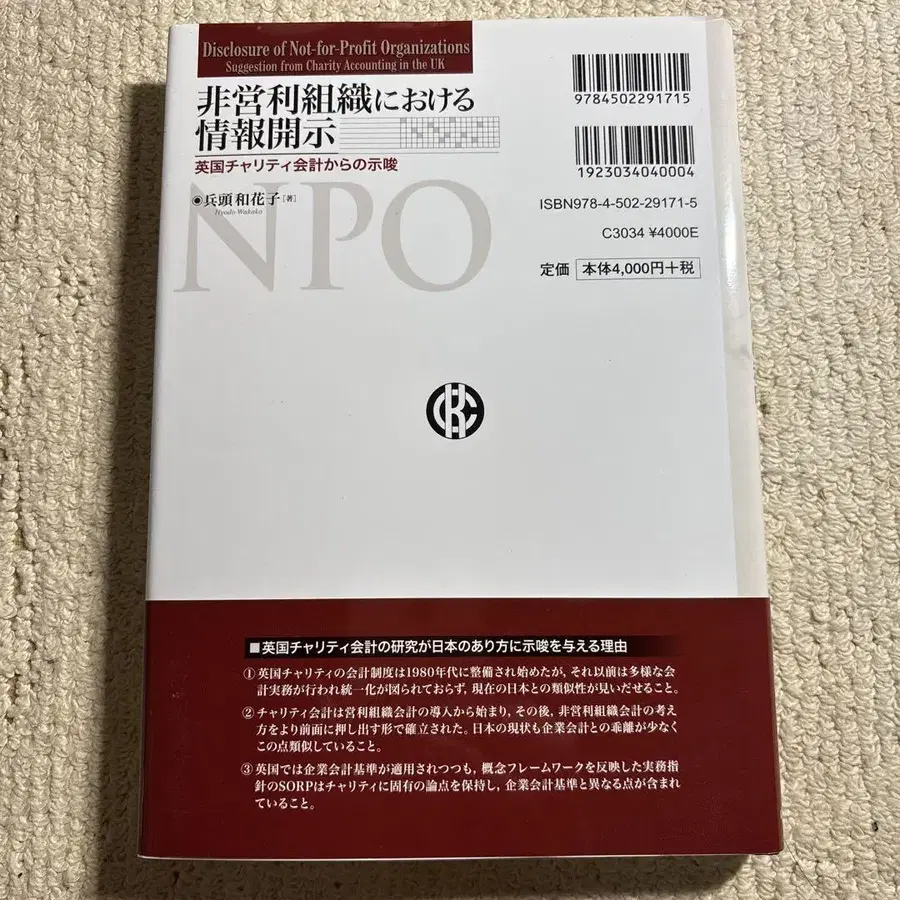 Disclosure of Not-for-Profit Organizations
Suggestion from Charity Accounting in the UK
非営利組織における
情報開示
英国チャリティ会計からの示唆
NPO
◉兵頭 和花子[著]
Hyodo Wakako
9784502291715
1923034040004
ISBN978-4-502-29171-5
C3034 ¥4000E
定価 本体4,000円+税
■英国チャリティ会計の研究が日本のあり方に示唆を与える理由
① 英国チャリティの会計制度は1980年代に整備され始めたが,それ以前は多様な会
計実務が行われ統一化が図られておらず,現在の日本との類似性が見いだせること。
② チャリティ会計は営利組織会計の導入から始まり,その後,非営利組織会計の考え
方をより前面に押し出す形で確立された。日本の現状も企業会計との乖離が少なく
この点類似していること。
③ 英国では企業会計基準が適用されつつも,概念フレームワークを反映した実務指
針のSORPはチャリティに固有の論点を保持し,企業会計基準と異なる点が含まれ
ていること。